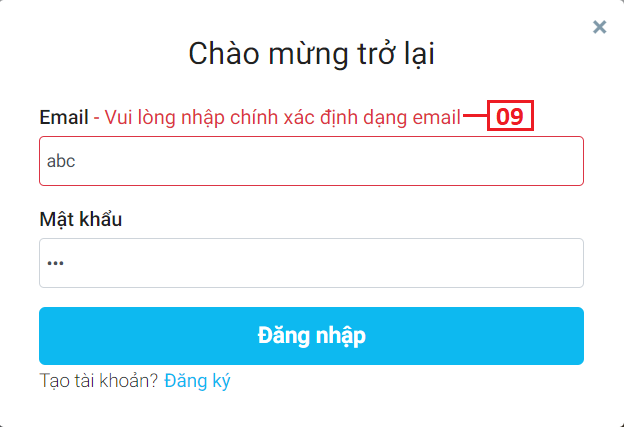 ×
Chào mừng trở lại
Email - Vui lòng nhập chính xác định dạng email 09
abc
Mật khẩu
•••
Đăng nhập
Tạo tài khoản? Đăng ký